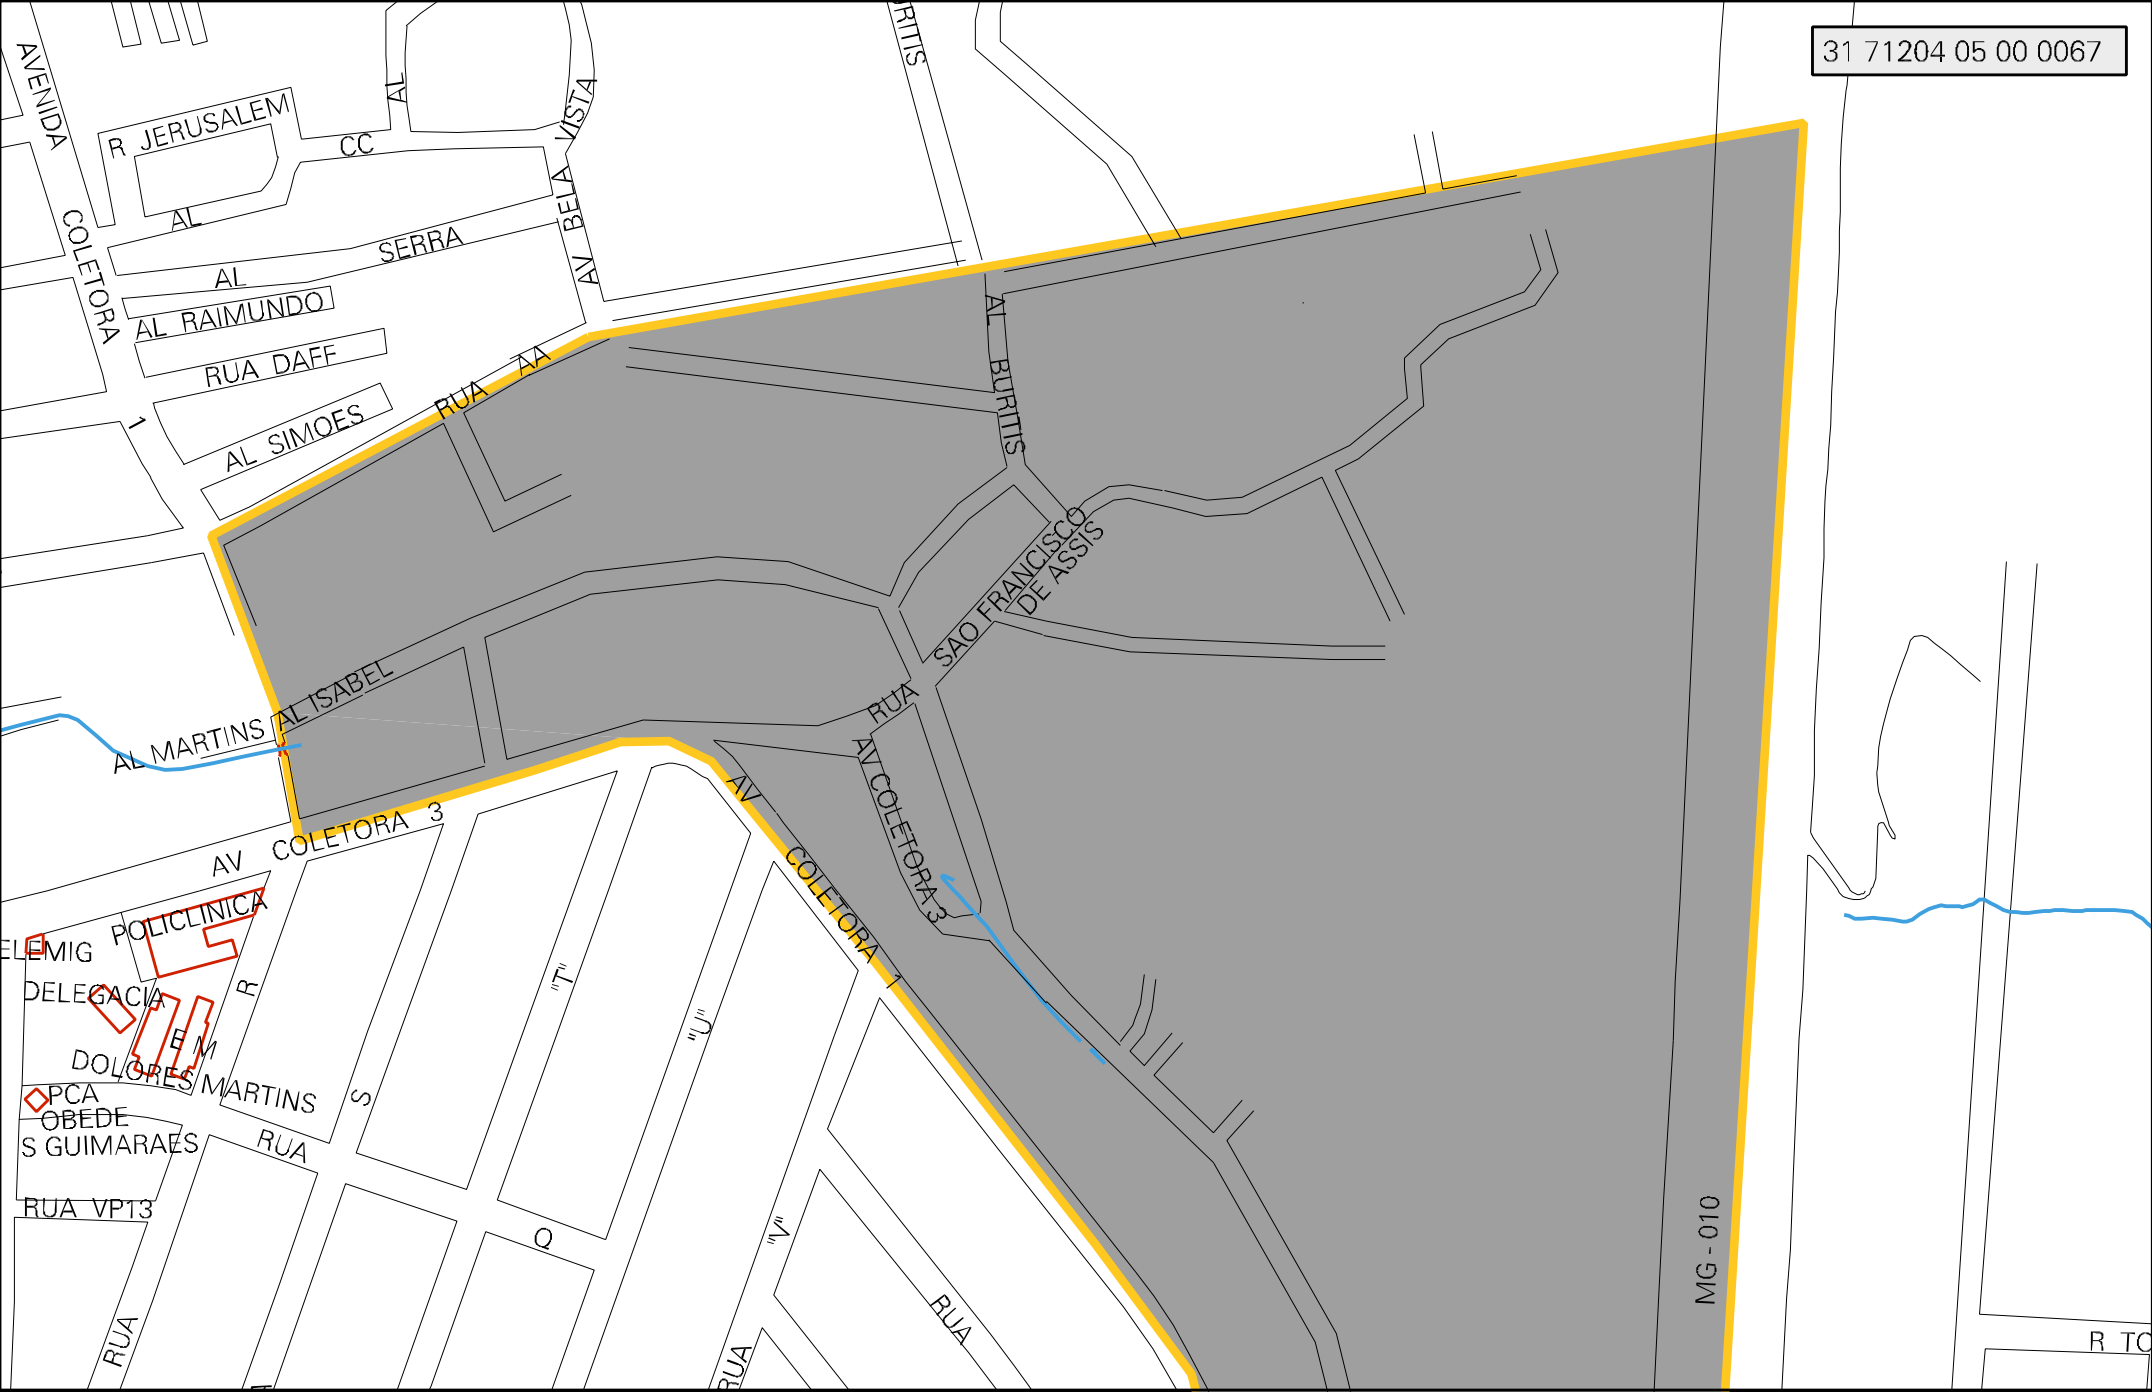 31 71204 05 00 0067
AVENIDA
COLETORA
1
R JERUSALEM
AL
CC
AV BELA VISTA
AL
AL SERRA
AL RAIMUNDO
RUA DAFF
AL SIMOES
RUA AA
AL BURITIS
SAO FRANCISCO
DE ASSIS
RUA
AL ISABEL
AL MARTINS
AV COLETORA 3
AV COLETORA 3
AV COLETORA 1
POLICLINICA
DELEGACIA
E M
DOLORES MARTINS
PCA
OBEDE
S GUIMARAES
RUA VP13
R
S
"T"
"U"
"V"
RUA
Q
RUA
RUA
RUA
MG - 010